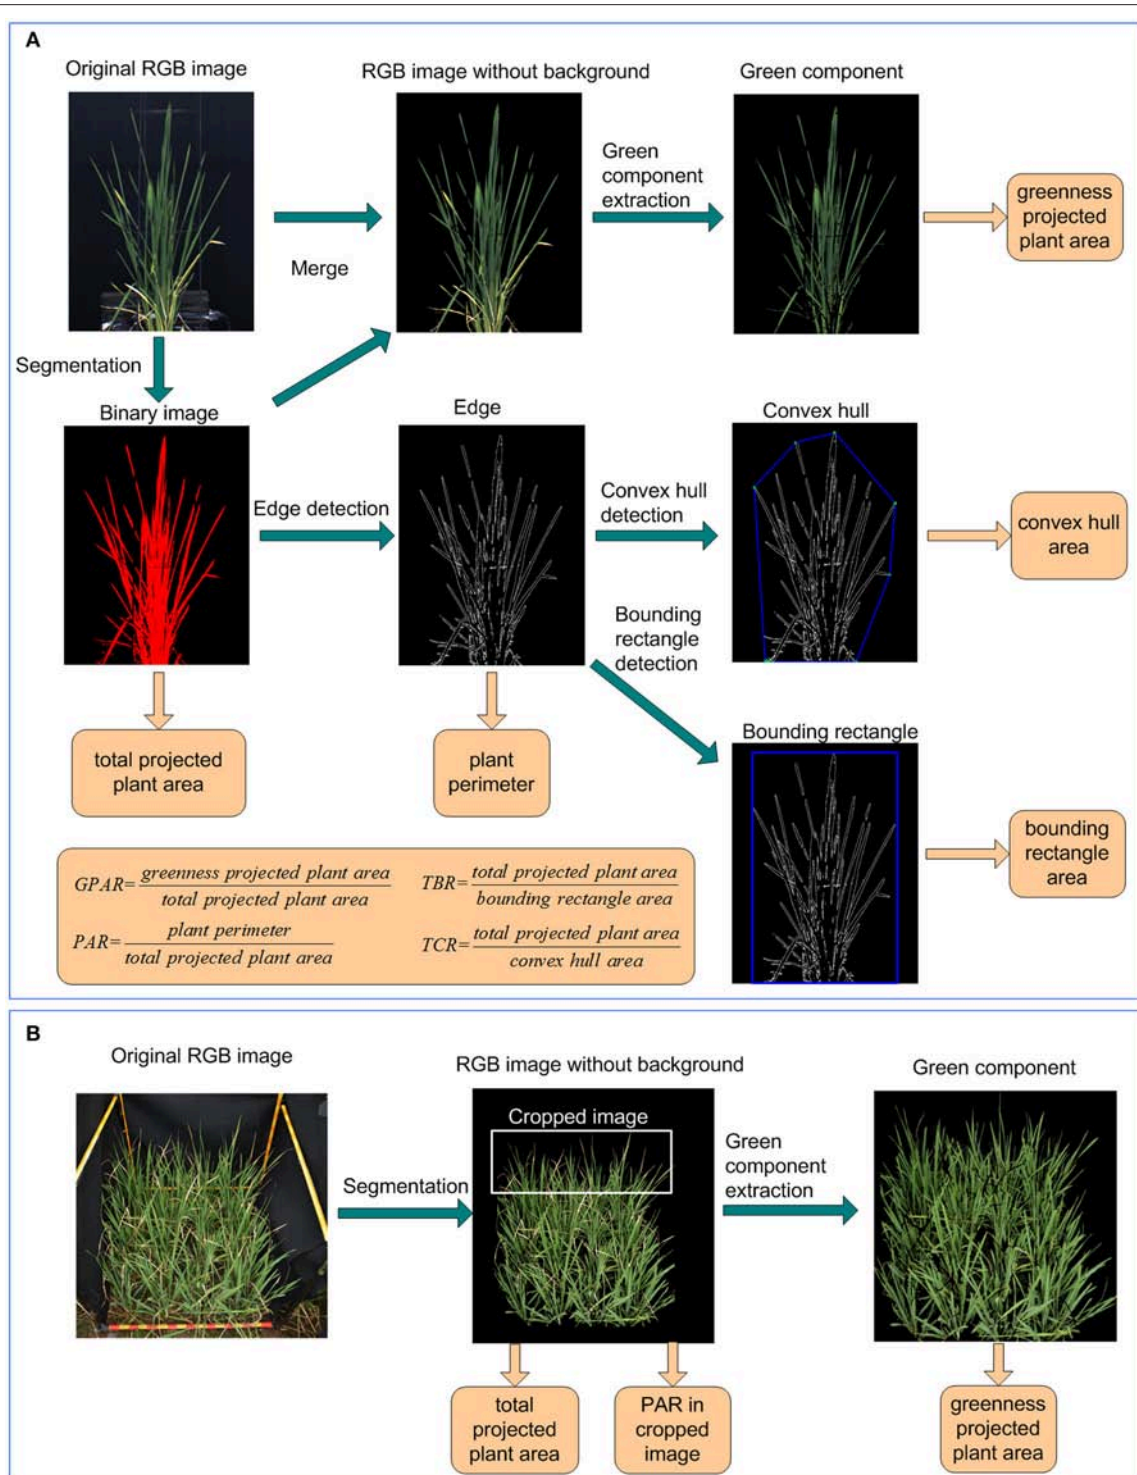 A
Original RGB image
RGB image without background
Green component
Green
component
extraction
greenness
projected
plant area
Merge
Segmentation
Binary image
Edge
Convex hull
Edge detection
Convex hull
detection
convex hull
area
Bounding
rectangle
detection
total projected
plant area
plant
perimeter
Bounding rectangle
bounding
rectangle
area
GPAR= greenness projected plant area / total projected plant area
TBR= total projected plant area / bounding rectangle area
PAR= plant perimeter / total projected plant area
TCR= total projected plant area / convex hull area
B
Original RGB image
RGB image without background
Green component
Cropped image
Segmentation
Green
component
extraction
total
projected
plant area
PAR in
cropped
image
greenness
projected
plant area